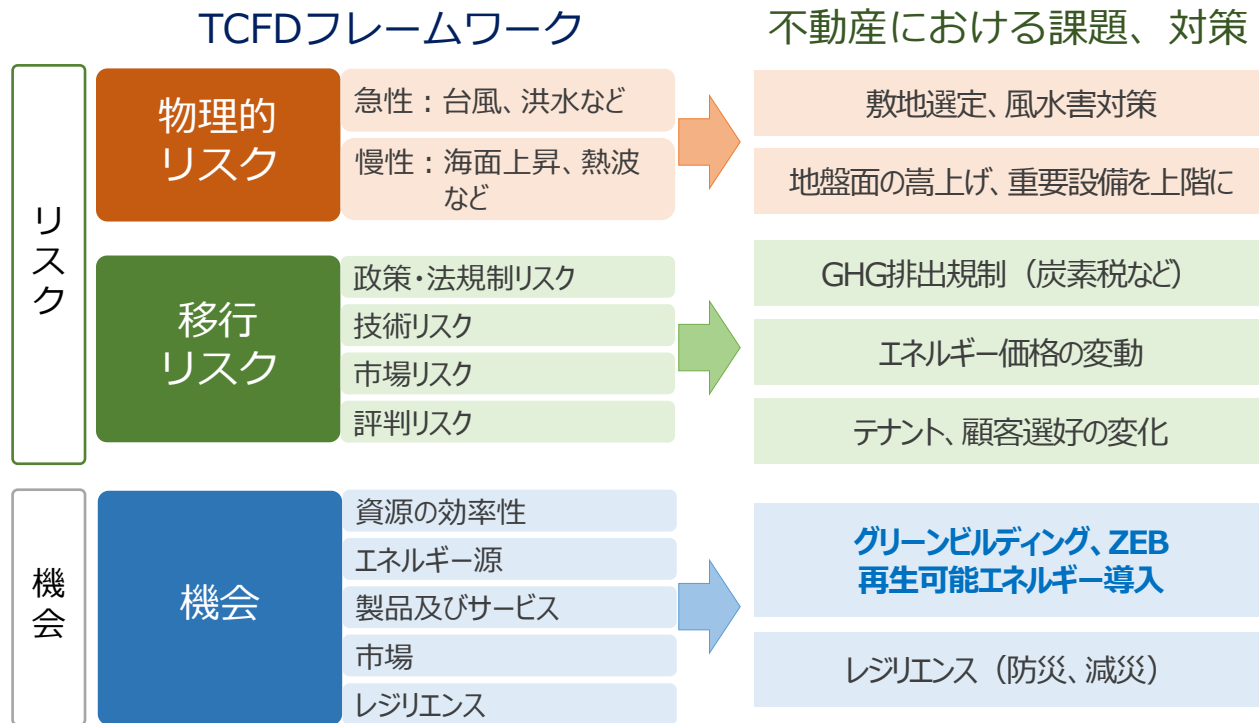 TCFDフレームワーク
不動産における課題、対策
リスク
物理的
リスク
急性：台風、洪水など
慢性：海面上昇、熱波
など
敷地選定、風水害対策
地盤面の嵩上げ、重要設備を上階に
移行
リスク
政策・法規制リスク
技術リスク
市場リスク
評判リスク
GHG排出規制（炭素税など）
エネルギー価格の変動
テナント、顧客選好の変化
機会
機会
資源の効率性
エネルギー源
製品及びサービス
市場
レジリエンス
グリーンビルディング、ZEB
再生可能エネルギー導入
レジリエンス（防災、減災）